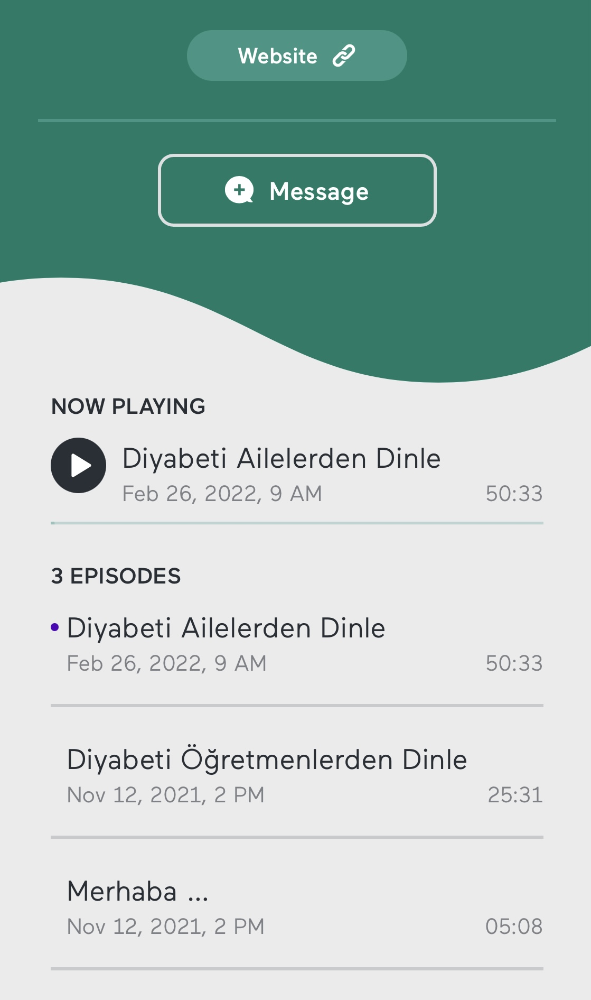 Website
Message
NOW PLAYING
Diyabeti Ailelerden Dinle
Feb 26, 2022, 9 AM 50:33
3 EPISODES
Diyabeti Ailelerden Dinle
Feb 26, 2022, 9 AM 50:33
Diyabeti Öğretmenlerden Dinle
Nov 12, 2021, 2 PM 25:31
Merhaba ...
Nov 12, 2021, 2 PM 05:08